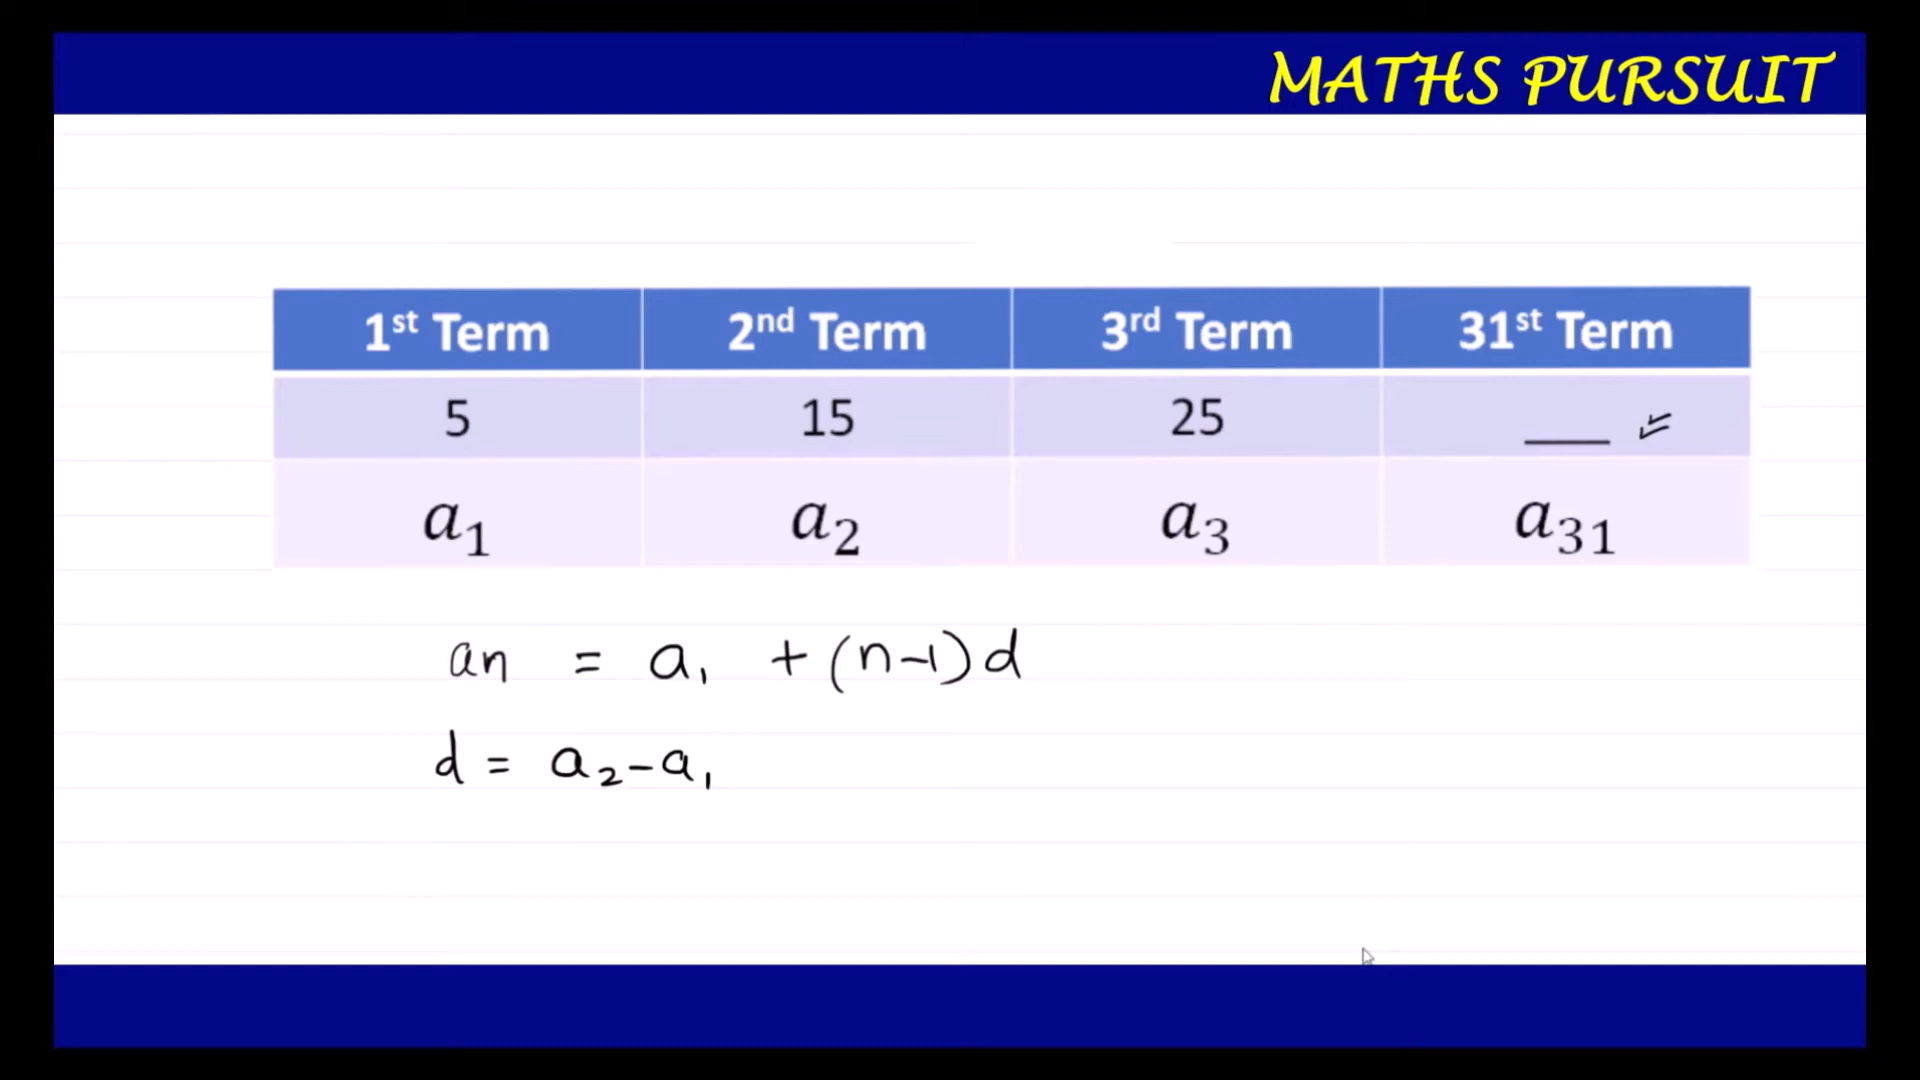 MATHS PURSUIT
1st Term 2nd Term 3rd Term 31st Term
5 15 25 ___
a₁ a₂ a₃ a₃₁
an = a₁ + (n-1)d
d = a₂-a₁